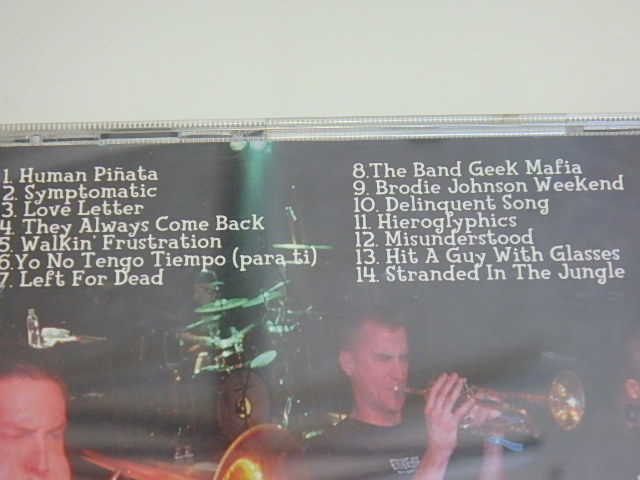 1. Human Piñata
2. Symptomatic
3. Love Letter
4. They Always Come Back
5. Walkin' Frustration
6.Yo No Tengo Tiempo (para ti)
7. Left For Dead
8.The Band Geek Mafia
9. Brodie Johnson Weekend
10. Delinquent Song
11. Hieroglyphics
12. Misunderstood
13. Hit A Guy With Glasses
14. Stranded In The Jungle